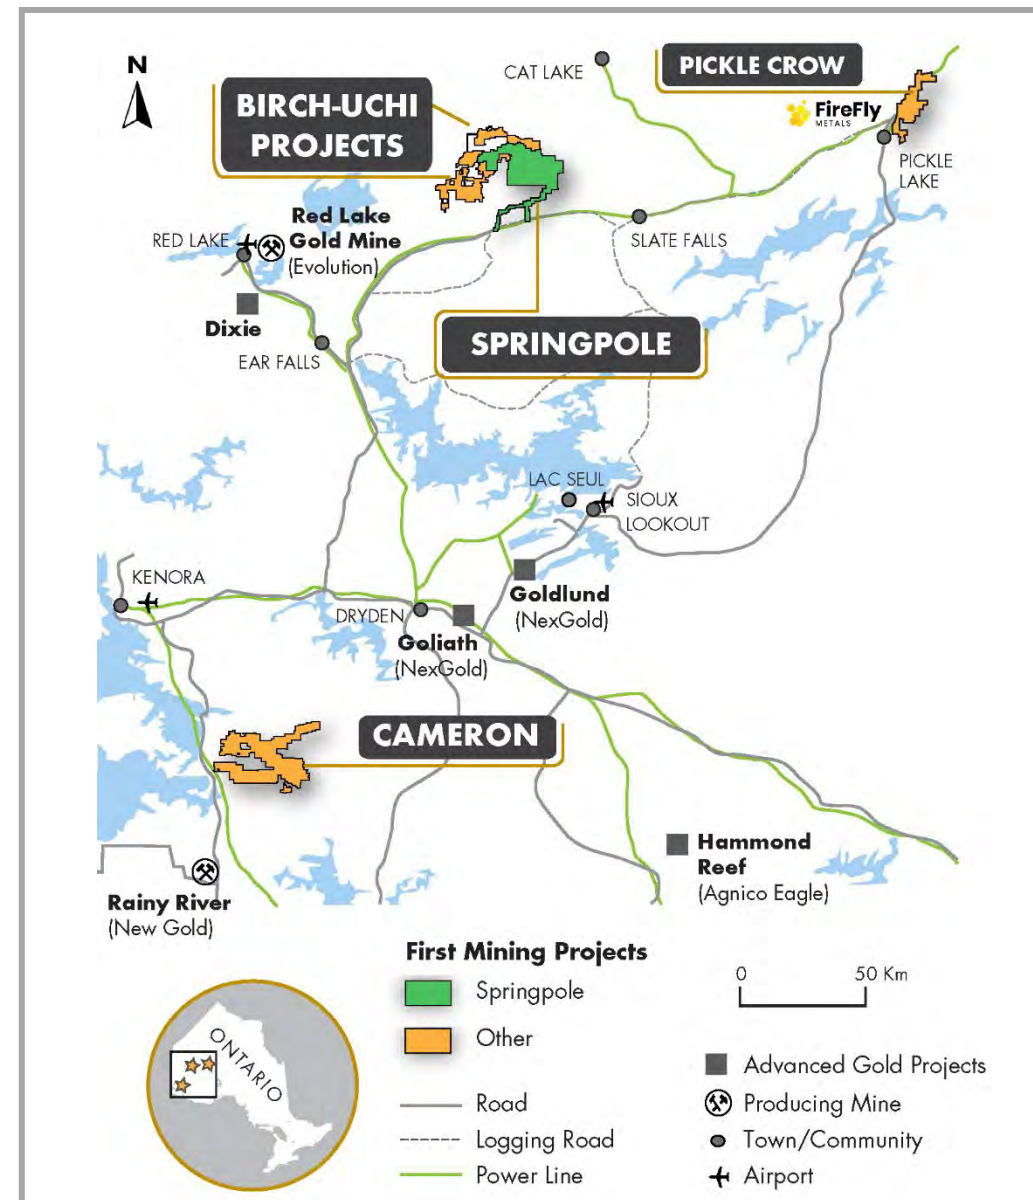 N
BIRCH-UCHI
PROJECTS
CAT LAKE
PICKLE CROW
FireFly
METALS
PICKLE
LAKE
Red Lake
Gold Mine
(Evolution)
RED LAKE
SLATE FALLS
Dixie
SPRINGPOLE
EAR FALLS
LAC SEUL
SIOUX
LOOKOUT
KENORA
Goldlund
(NexGold)
DRYDEN
Goliath
(NexGold)
CAMERON
Hammond
Reef
(Agnico Eagle)
Rainy River
(New Gold)
First Mining Projects
Springpole
Other
Road
Logging Road
Power Line
0 50 Km
Advanced Gold Projects
Producing Mine
Town/Community
Airport
ONTARIO